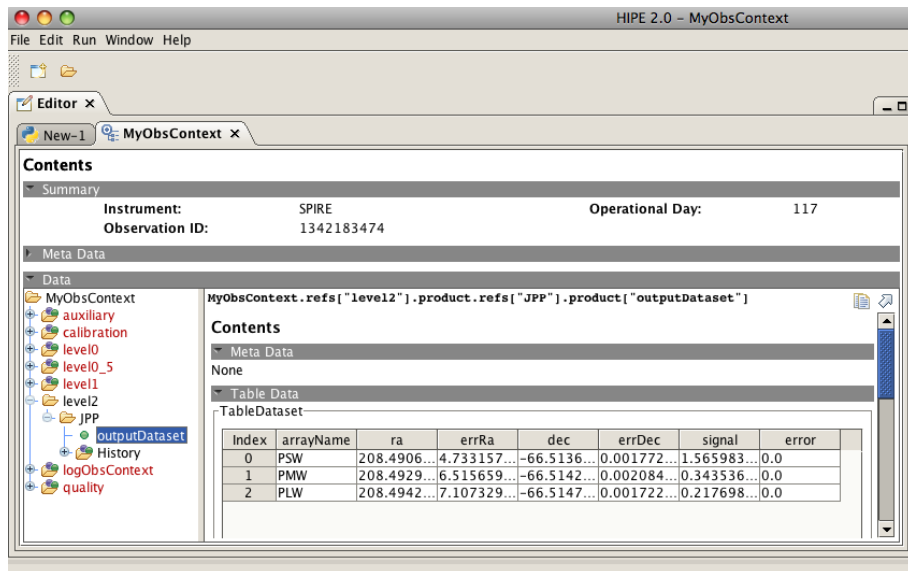 HIPE 2.0 – MyObsContext
File Edit Run Window Help
Editor ×
New-1 MyObsContext ×
Contents
Summary
Instrument: SPIRE Operational Day: 117
Observation ID: 1342183474
Meta Data
Data
MyObsContext
auxiliary
calibration
level0
level0_5
level1
level2
JPP
outputDataset
History
logObsContext
quality
MyObsContext.refs["level2"].product.refs["JPP"].product["outputDataset"]
Contents
Meta Data
None
Table Data
TableDataset
Index arrayName ra errRa dec errDec signal error
0 PSW 208.4906... 4.733157... -66.5136... 0.001772... 1.565983... 0.0
1 PMW 208.4929... 6.515659... -66.5142... 0.002084... 0.343536... 0.0
2 PLW 208.4942... 7.107329... -66.5147... 0.001722... 0.217698... 0.0